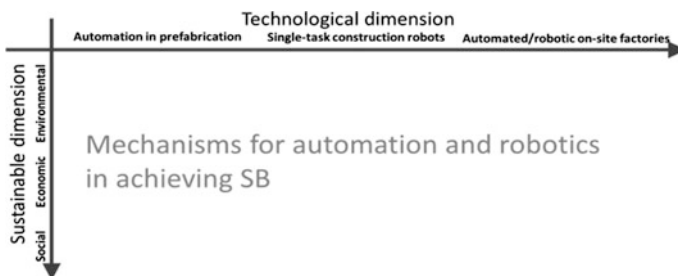 Technological dimension
Automation in prefabrication Single-task construction robots Automated/robotic on-site factories
Sustainable dimension
Environmental
Economic
Social
Mechanisms for automation and robotics
in achieving SB